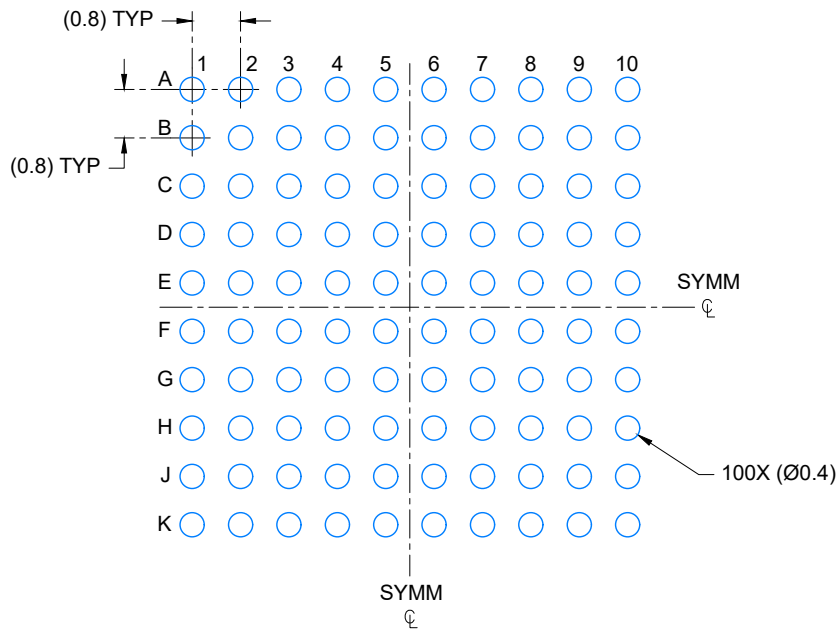 (0.8) TYP
1 2 3 4 5 6 7 8 9 10
A
B
(0.8) TYP
C
D
E
SYMM
℄
F
G
H
100X (Ø0.4)
J
K
SYMM
℄